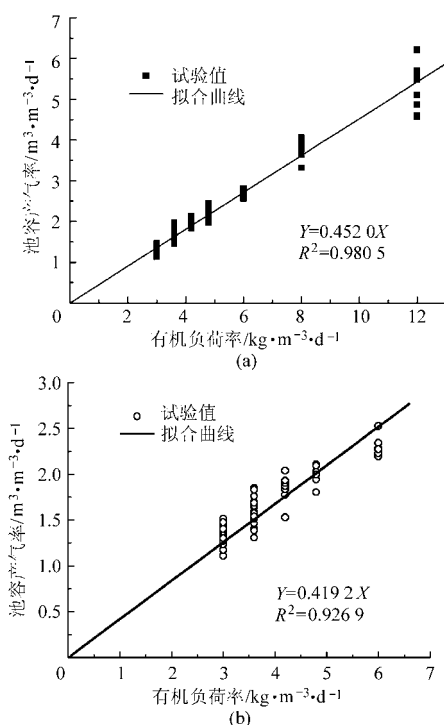 (a)
7
6
5
4
3
2
1
0
2
4
6
8
10
12
试验值
拟合曲线
Y=0.452 0X
R²=0.980 5
池容产气率/m³·m⁻³·d⁻¹
有机负荷率/kg·m⁻³·d⁻¹
(a)
3.0
2.5
2.0
1.5
1.0
0.5
0
1
2
3
4
5
6
7
试验值
拟合曲线
Y=0.419 2X
R²=0.926 9
池容产气率/m³·m⁻³·d⁻¹
有机负荷率/kg·m⁻³·d⁻¹
(b)